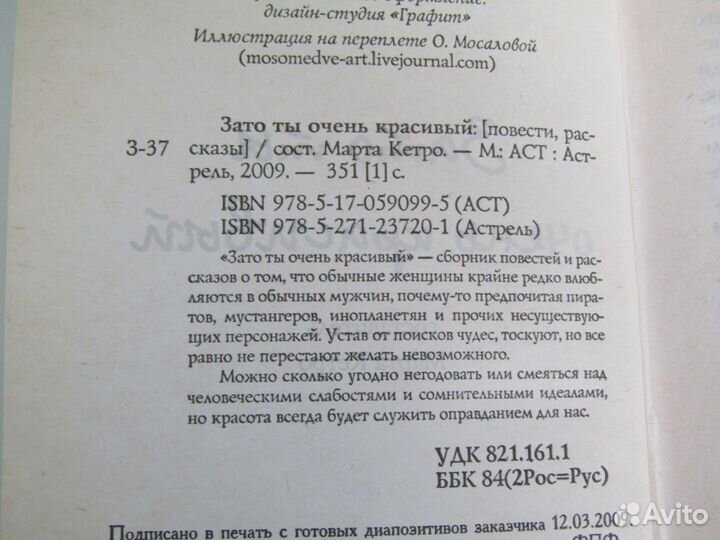 оформление:
дизайн-студия «Графит»
Иллюстрация на переплете О. Мосаловой
(mosomedve-art.livejournal.com)
Зато ты очень красивый: [повести, рас-
З-37 сказы] / сост. Марта Кетро. — М.: АСТ : Аст-
рель, 2009. — 351 [1] с.
ISBN 978-5-17-059099-5 (АСТ)
ISBN 978-5-271-23720-1 (Астрель)
«Зато ты очень красивый» — сборник повестей и рас-
сказов о том, что обычные женщины крайне редко влюб-
ляются в обычных мужчин, почему-то предпочитая пира-
тов, мустангеров, инопланетян и прочих несуществую-
щих персонажей. Устав от поисков чудес, тоскуют, но все
равно не перестают желать невозможного.
Можно сколько угодно негодовать или смеяться над
человеческими слабостями и сомнительными идеалами,
но красота всегда будет служить оправданием для нас.
УДК 821.161.1
ББК 84(2Рос=Рус)
Подписано в печать с готовых диапозитивов заказчика 12.03.2009.
ФПФ
Avito